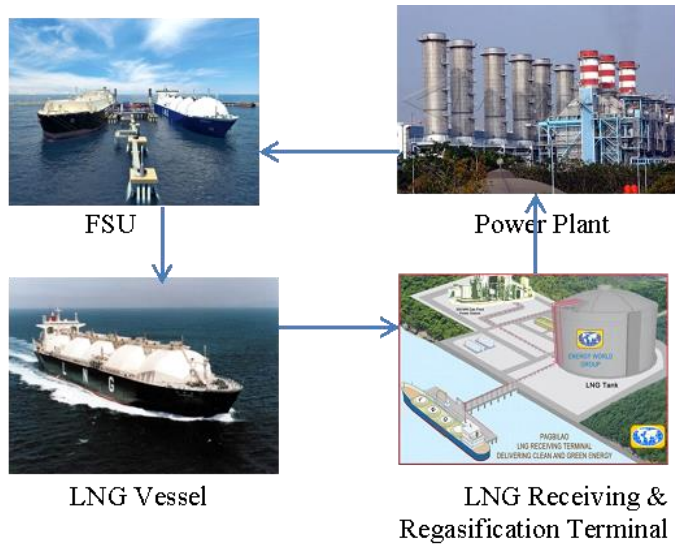 FSU
Power Plant
L N G
ENERGY WORLD
GROUP
LNG Tank
PAGBILAO
LNG RECEIVING TERMINAL
DELIVERING CLEAN AND GREEN ENERGY
LNG Vessel
LNG Receiving &
Regasification Terminal